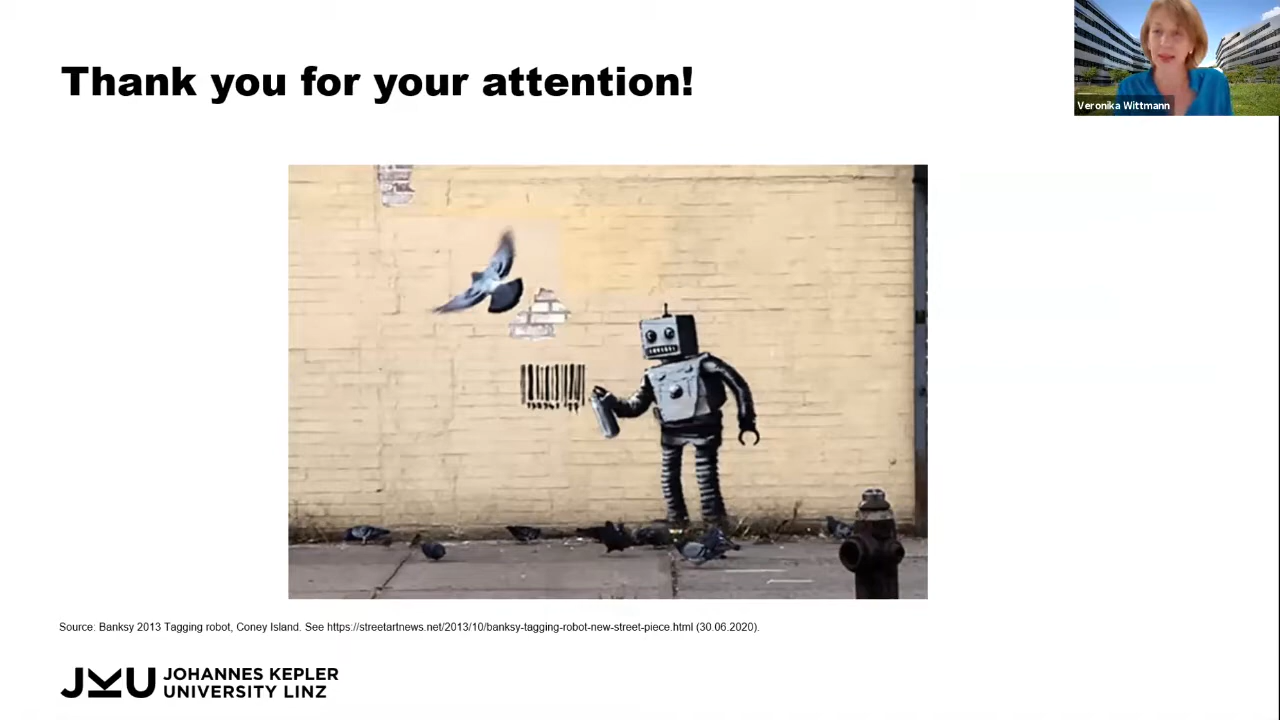 Thank you for your attention!
Veronika Wittmann
Source: Banksy 2013 Tagging robot, Coney Island. See https://streetartnews.net/2013/10/banksy-tagging-robot-new-street-piece.html (30.06.2020).
JKU JOHANNES KEPLER
UNIVERSITY LINZ